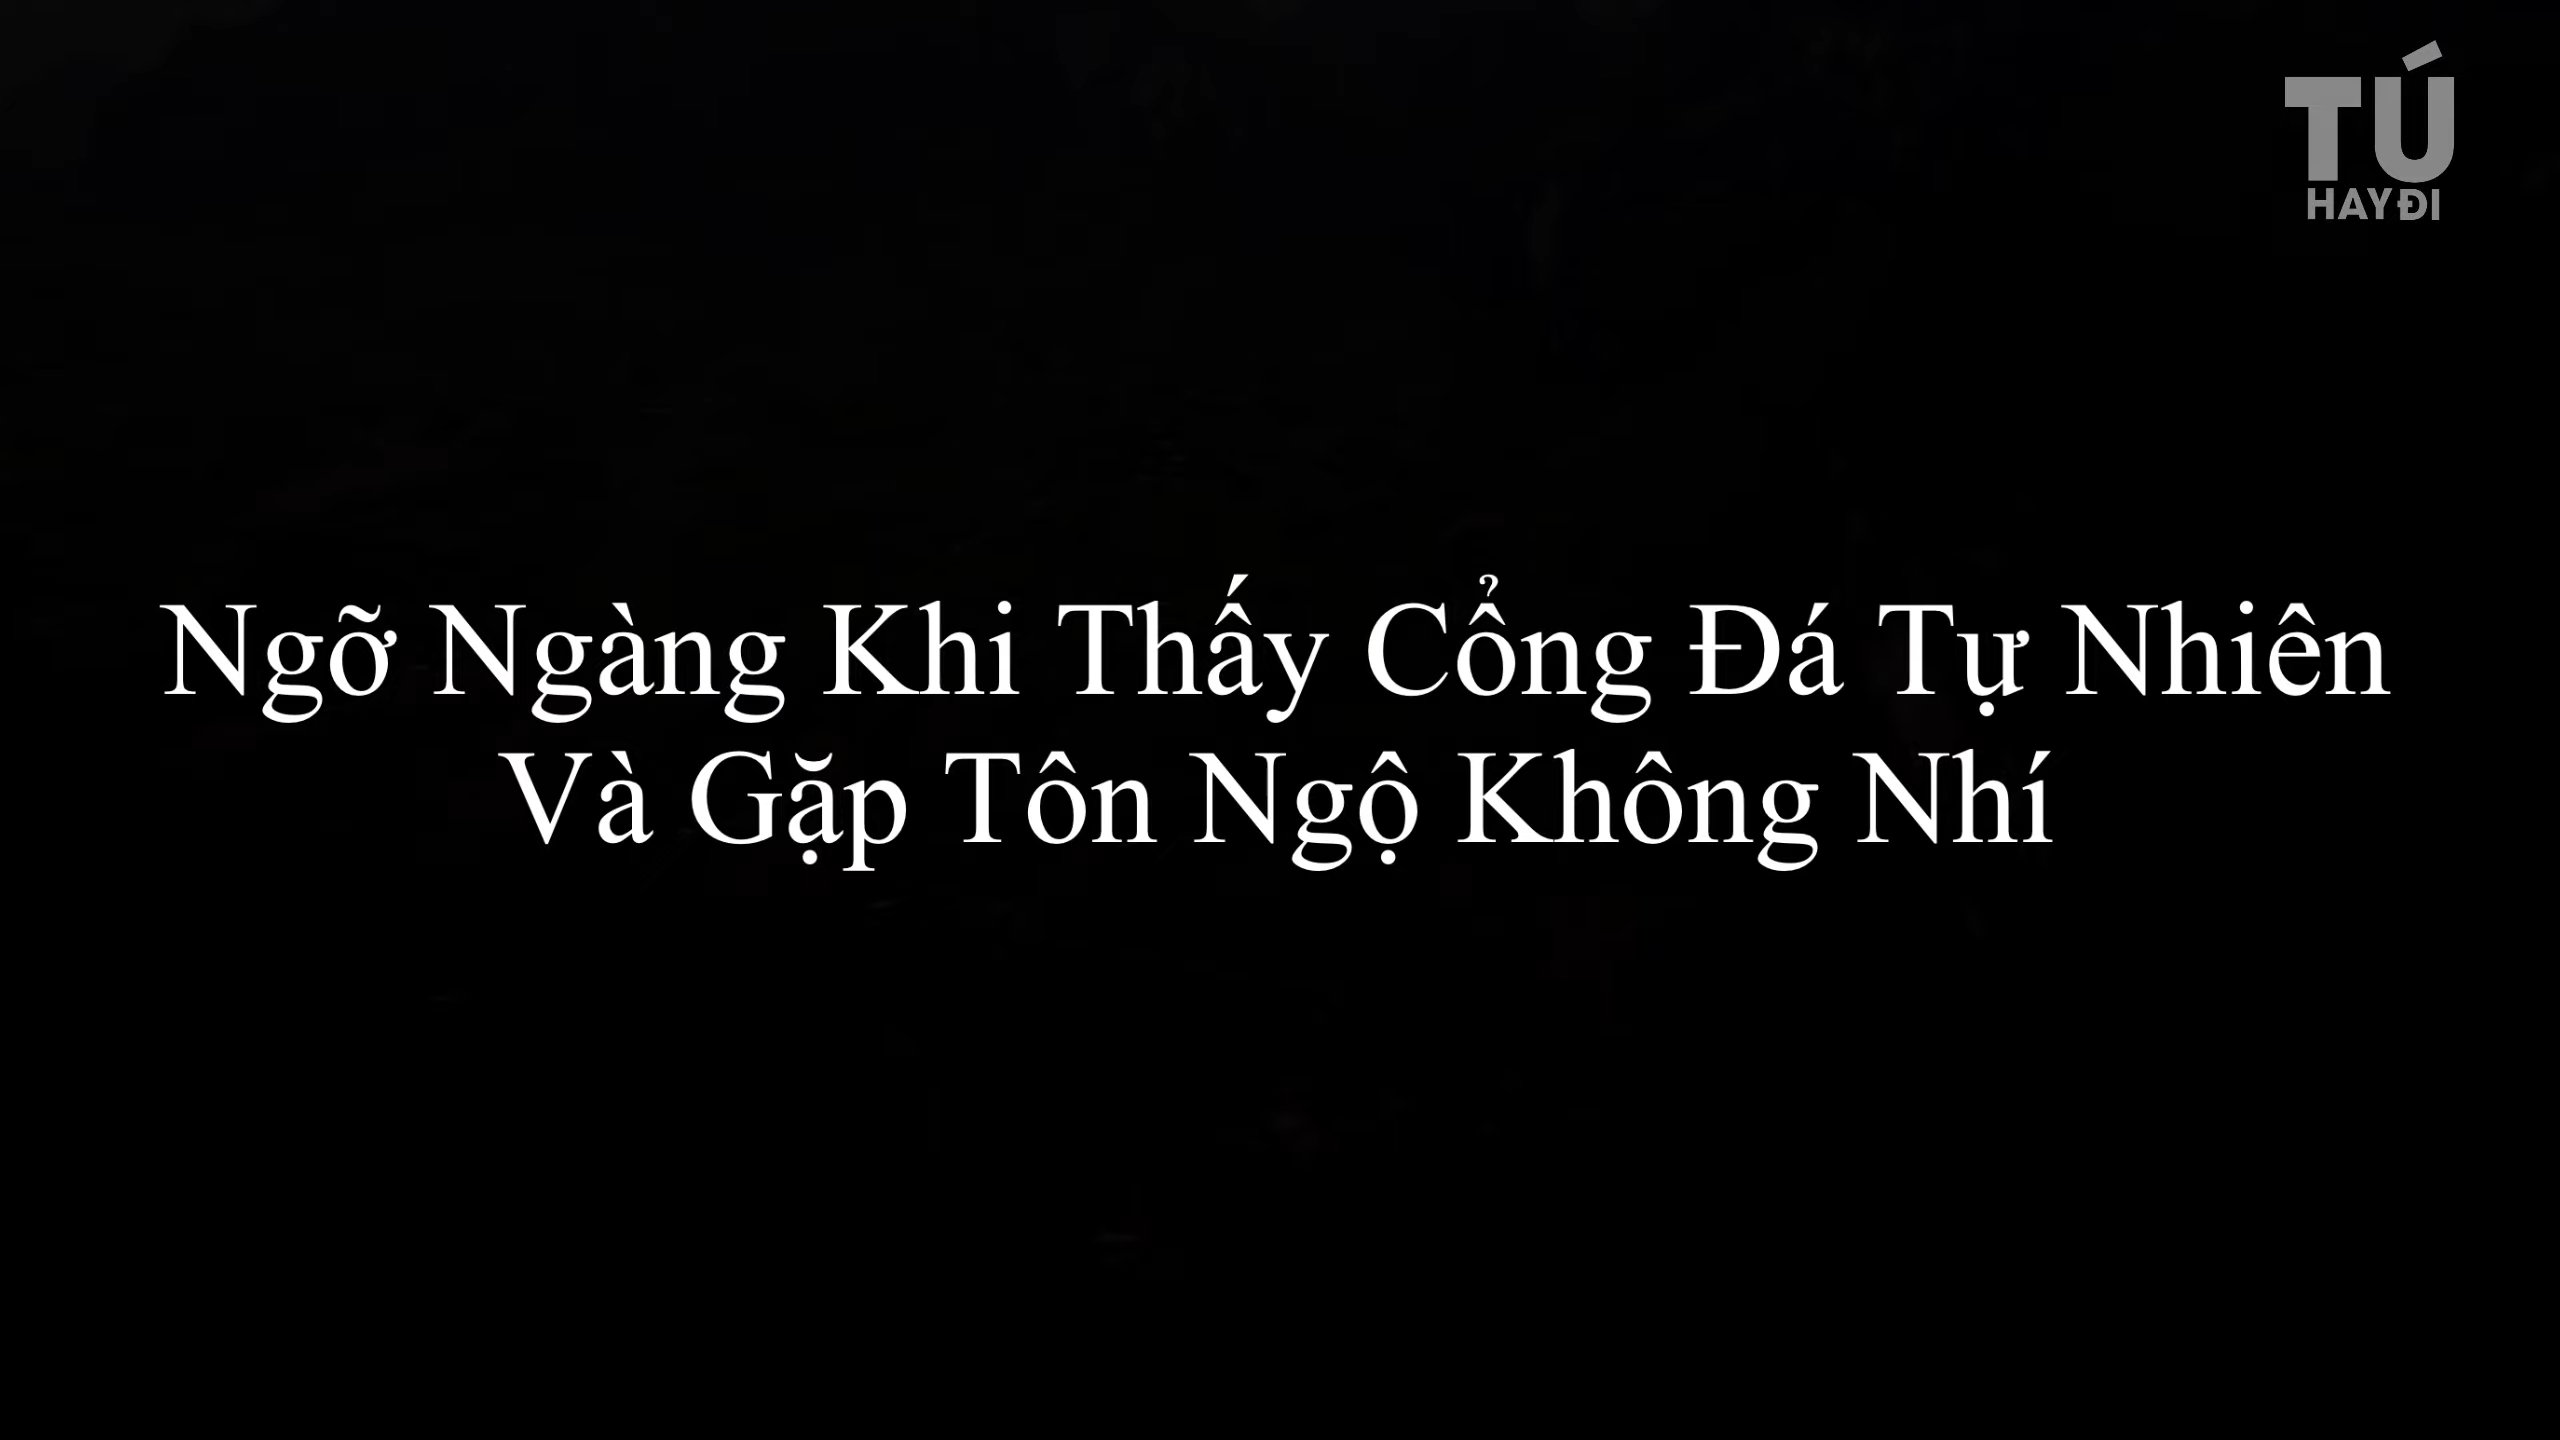 TÚ
HAY ĐI
Ngỡ Ngàng Khi Thấy Cổng Đá Tự Nhiên
Và Gặp Tôn Ngộ Không Nhí